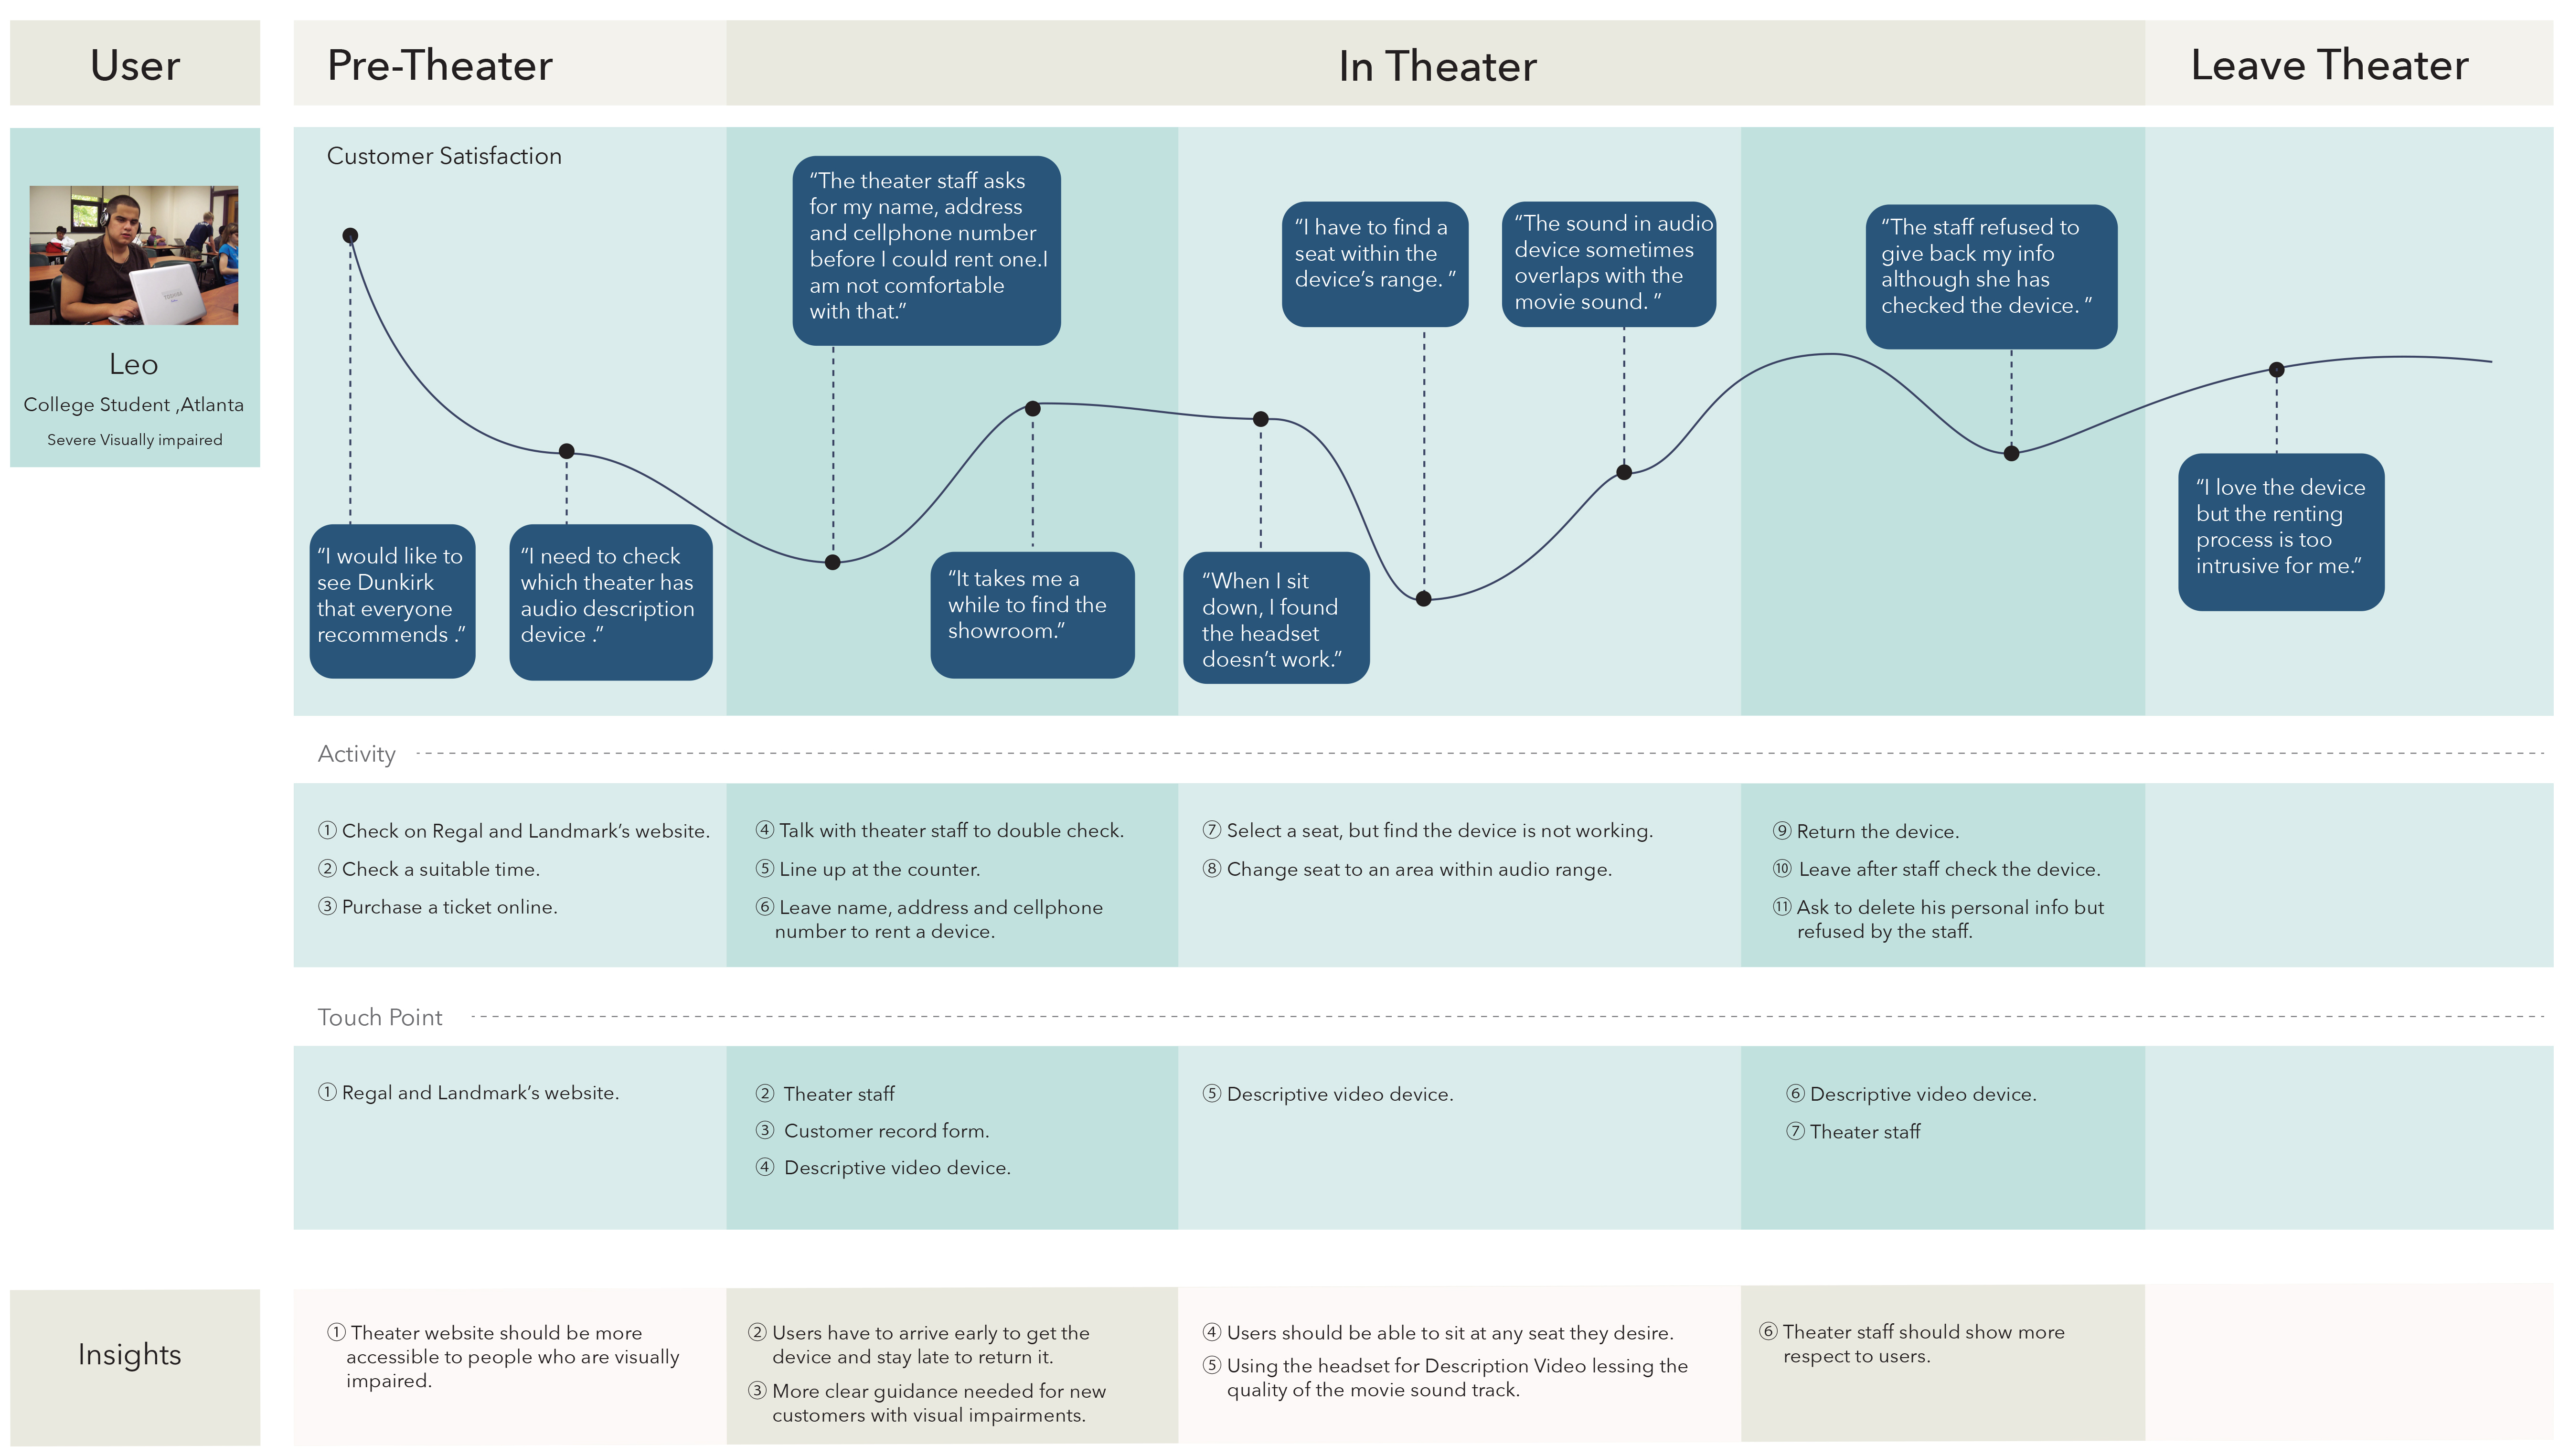 User
Pre-Theater
In Theater
Leave Theater
Leo
College Student ,Atlanta
Severe Visually impaired
Customer Satisfaction
“I would like to
see Dunkirk
that everyone
recommends .”
“I need to check
which theater has
audio description
device .”
“The theater staff asks
for my name, address
and cellphone number
before I could rent one.I
am not comfortable
with that.”
“It takes me a
while to find the
showroom.”
“When I sit
down, I found
the headset
doesn’t work.”
“I have to find a
seat within the
device’s range. ”
“The sound in audio
device sometimes
overlaps with the
movie sound. ”
“The staff refused to
give back my info
although she has
checked the device. ”
“I love the device
but the renting
process is too
intrusive for me.”
Activity
① Check on Regal and Landmark’s website.
② Check a suitable time.
③ Purchase a ticket online.
④ Talk with theater staff to double check.
⑤ Line up at the counter.
⑥ Leave name, address and cellphone
number to rent a device.
⑦ Select a seat, but find the device is not working.
⑧ Change seat to an area within audio range.
⑨ Return the device.
⑩ Leave after staff check the device.
⑪ Ask to delete his personal info but
refused by the staff.
Touch Point
① Regal and Landmark’s website.
② Theater staff
③ Customer record form.
④ Descriptive video device.
⑤ Descriptive video device.
⑥ Descriptive video device.
⑦ Theater staff
Insights
① Theater website should be more
accessible to people who are visually
impaired.
② Users have to arrive early to get the
device and stay late to return it.
③ More clear guidance needed for new
customers with visual impairments.
④ Users should be able to sit at any seat they desire.
⑤ Using the headset for Description Video lessing the
quality of the movie sound track.
⑥ Theater staff should show more
respect to users.